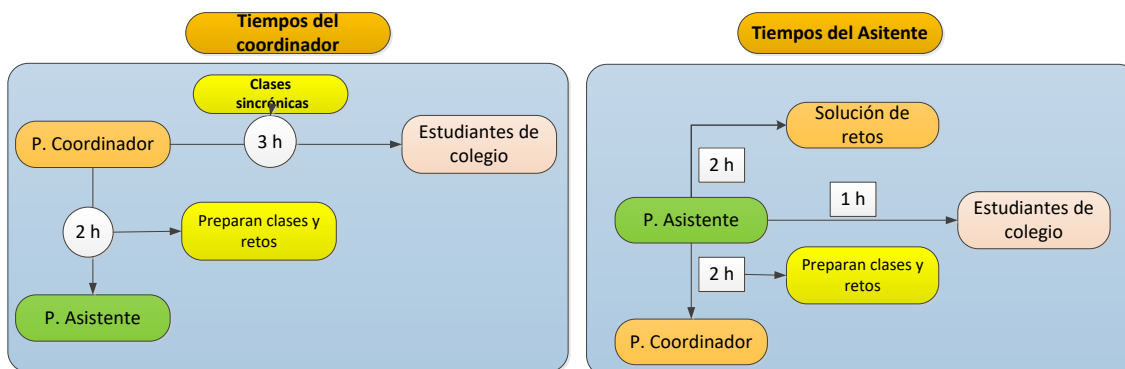 Tiempos del
coordinador
Clases
sincrónicas
P. Coordinador
3 h
Estudiantes de
colegio
2 h
Preparan clases y
retos
P. Asistente
Tiempos del Asitente
Solución de
retos
2 h
1 h
P. Asistente
Estudiantes de
colegio
2 h
Preparan clases y
retos
P. Coordinador